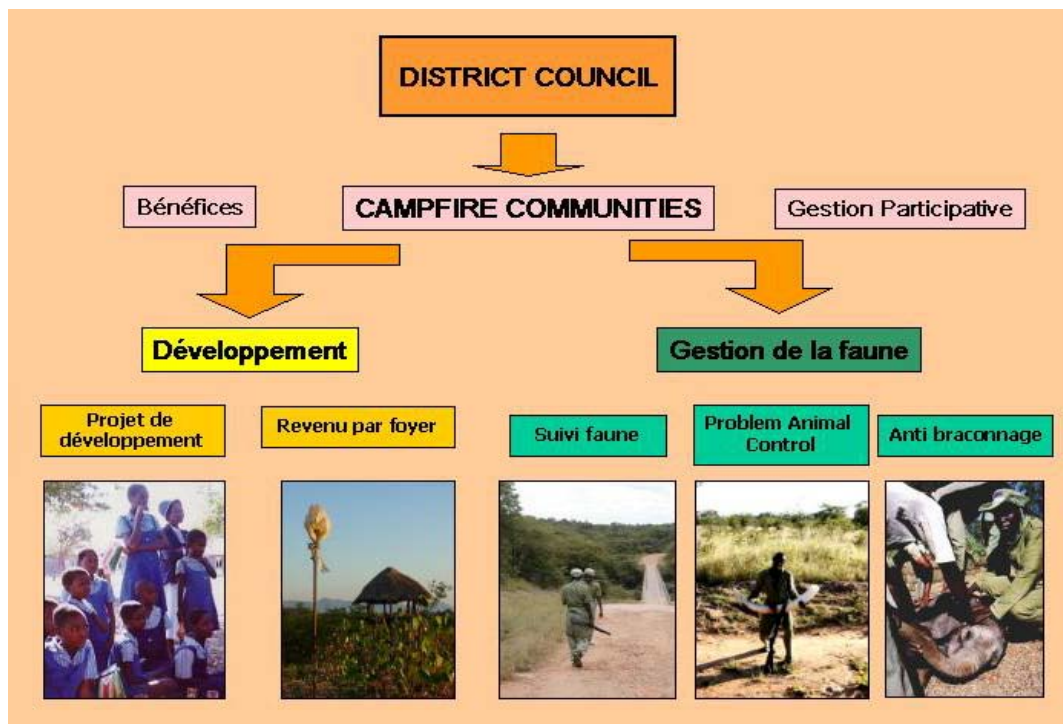 DISTRICT COUNCIL
Bénéfices
CAMPFIRE COMMUNITIES
Gestion Participative
Développement
Gestion de la faune
Projet de
développement
Revenu par foyer
Suivi faune
Problem Animal
Control
Anti braconnage